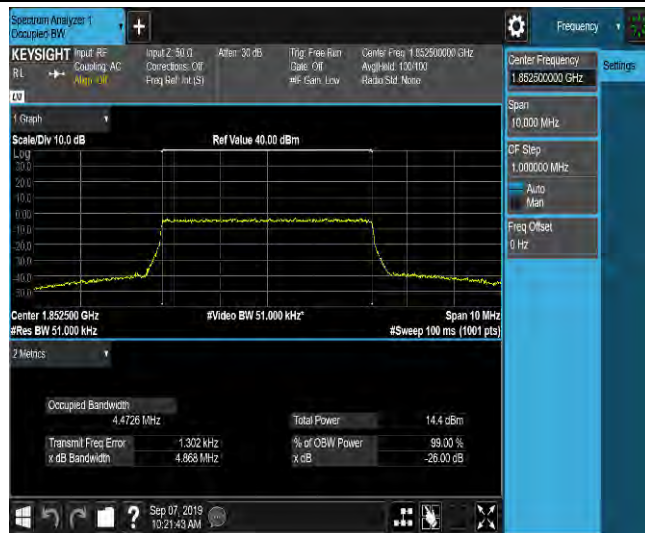 Spectrum Analyzer 1
Occupied BW
Frequency
KEYSIGHT
RL
Input: RF
Coupling: AC
Align: Off
Input Z: 50 Ω
Corrections: Off
Freq Ref: Int (S)
Atten: 30 dB
Trig: Free Run
Gate: Off
#IF Gain: Low
Center Freq: 1.852500000 GHz
Avg|Hold: 100/100
Radio Std: None
1 Graph
Scale/Div 10.0 dB
Ref Value 40.00 dBm
Log
30.0
20.0
10.0
0.00
-10.0
-20.0
-30.0
-40.0
-50.0
Center 1.852500 GHz
#Video BW 51.000 kHz*
Span 10 MHz
#Res BW 51.000 kHz
#Sweep 100 ms (1001 pts)
2 Metrics
Occupied Bandwidth
4.4726 MHz
Total Power 14.4 dBm
Transmit Freq Error 1.302 kHz
% of OBW Power 99.00 %
x dB Bandwidth 4.868 MHz
x dB -26.00 dB
Sep 07, 2019
10:21:43 AM
Center Frequency
1.852500000 GHz
Settings
Span
10.000 MHz
CF Step
1.000000 MHz
Auto
Man
Freq Offset
0 Hz